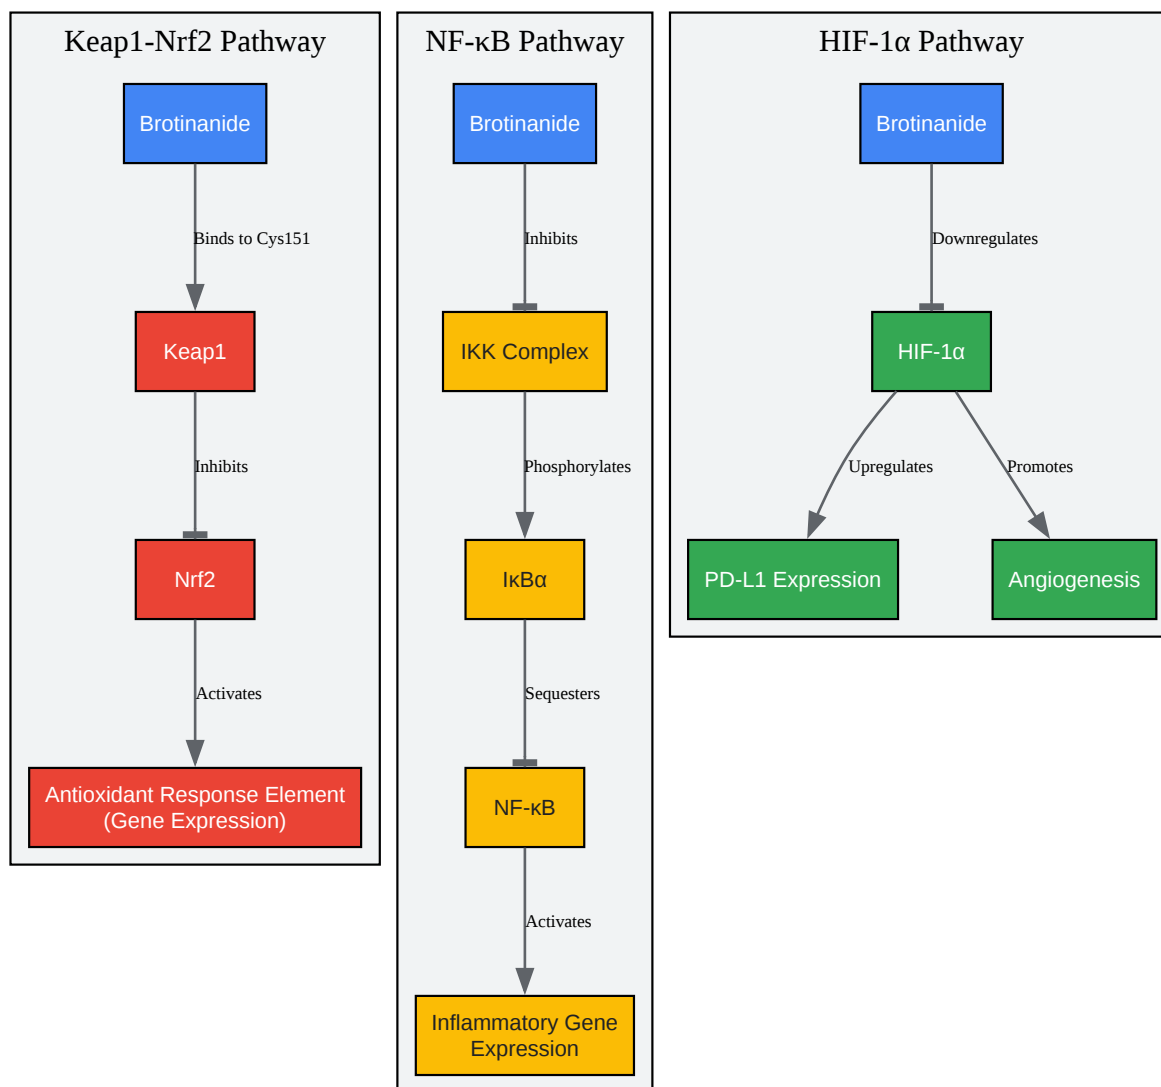 Keap1-Nrf2 Pathway
Brotinanide
Binds to Cys151
Keap1
Inhibits
Nrf2
Activates
Antioxidant Response Element
(Gene Expression)
NF-κB Pathway
Brotinanide
Inhibits
IKK Complex
Phosphorylates
IκBα
Sequesters
NF-κB
Activates
Inflammatory Gene
Expression
HIF-1α Pathway
Brotinanide
Downregulates
HIF-1α
Upregulates
Promotes
PD-L1 Expression
Angiogenesis